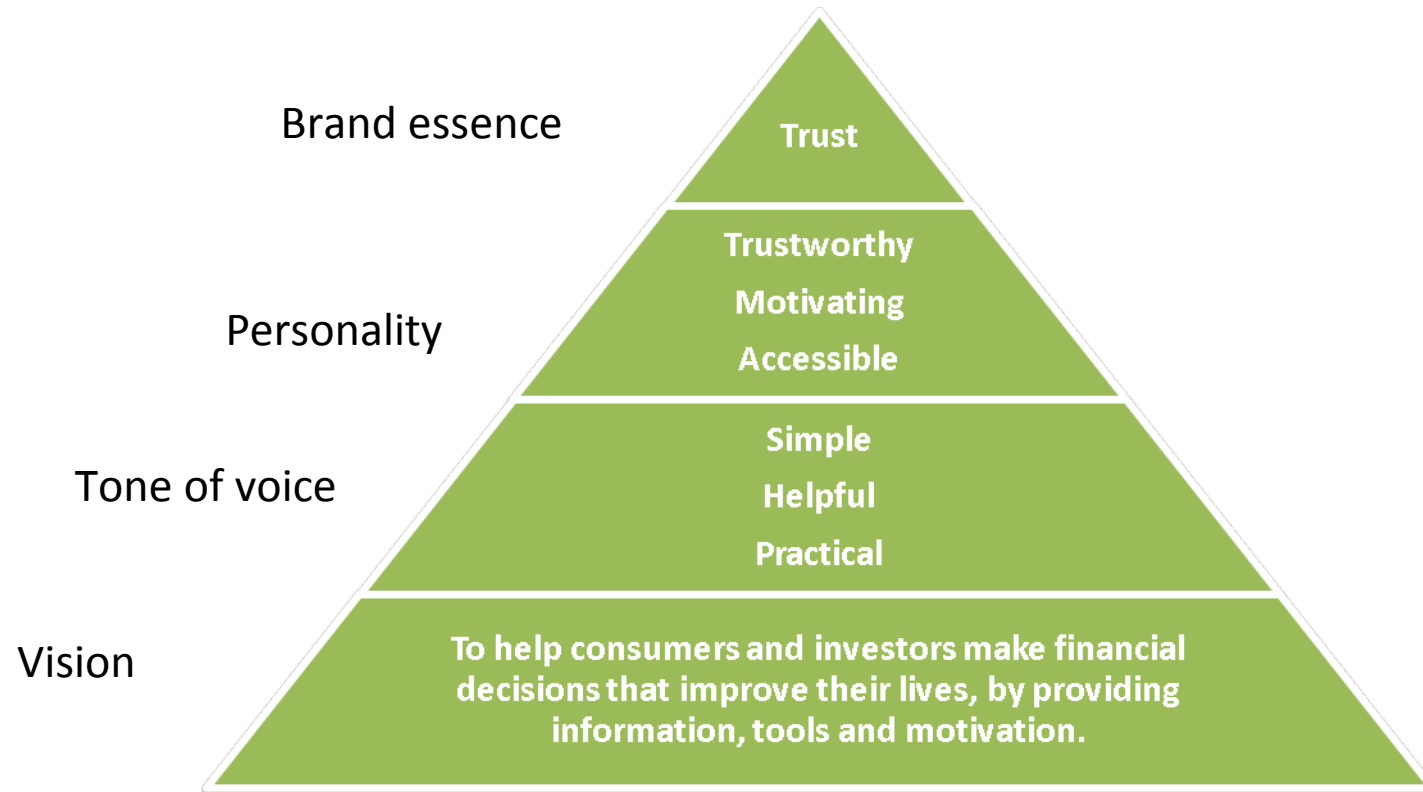 Brand essence
Trust
Personality
Trustworthy
Motivating
Accessible
Tone of voice
Simple
Helpful
Practical
Vision
To help consumers and investors make financial
decisions that improve their lives, by providing
information, tools and motivation.